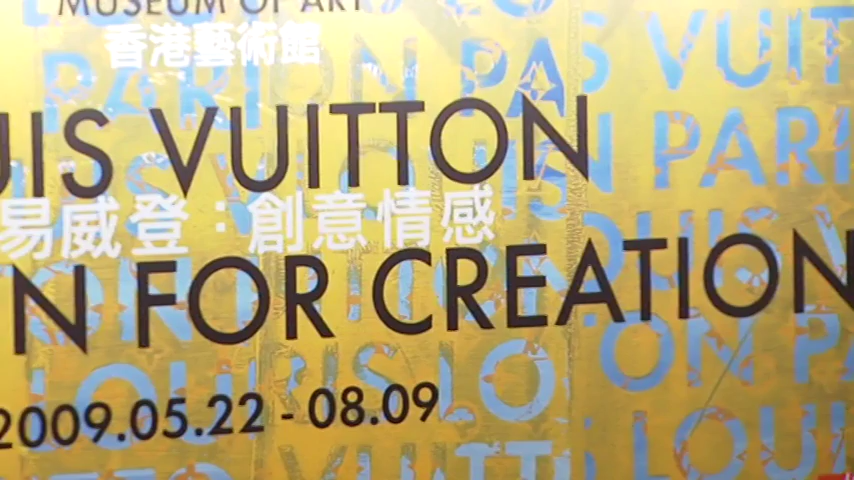 MUSEUM OF ART
香港藝術館
UIS VUITTON
易威登：創意情感
N FOR CREATION
2009.05.22 - 08.09